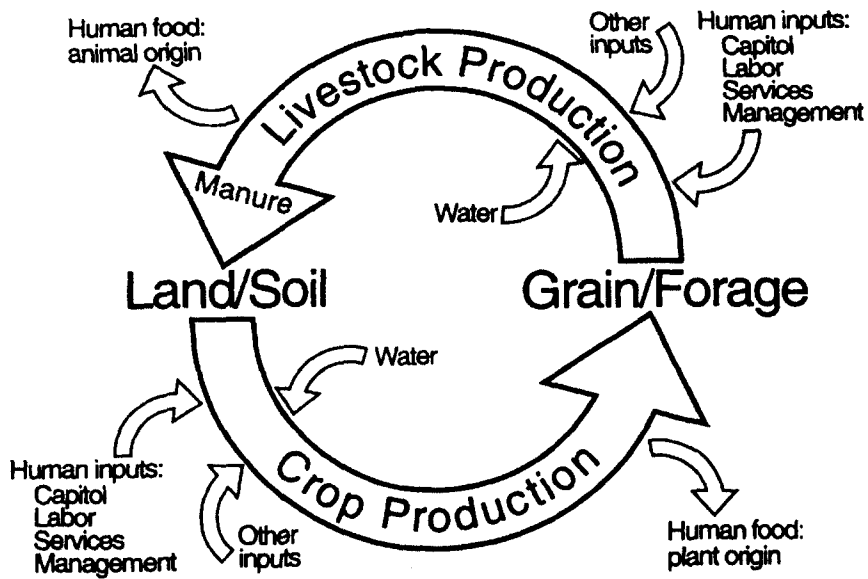 Human food:
animal origin
Other
inputs
Human inputs:
Capitol
Labor
Services
Management
Livestock Production
Manure
Water
Land/Soil
Grain/Forage
Water
Human inputs:
Capitol
Labor
Services
Management
Other
inputs
Crop Production
Human food:
plant origin